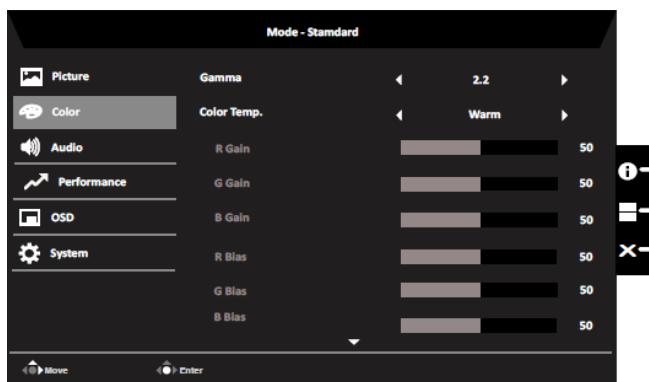 Mode - Stamdard
Picture
Gamma 2.2
Color
Color Temp. Warm
Audio
R Gain 50
Performance
G Gain 50
OSD
B Gain 50
System
R Bias 50
G Bias 50
B Bias 50
Move Enter